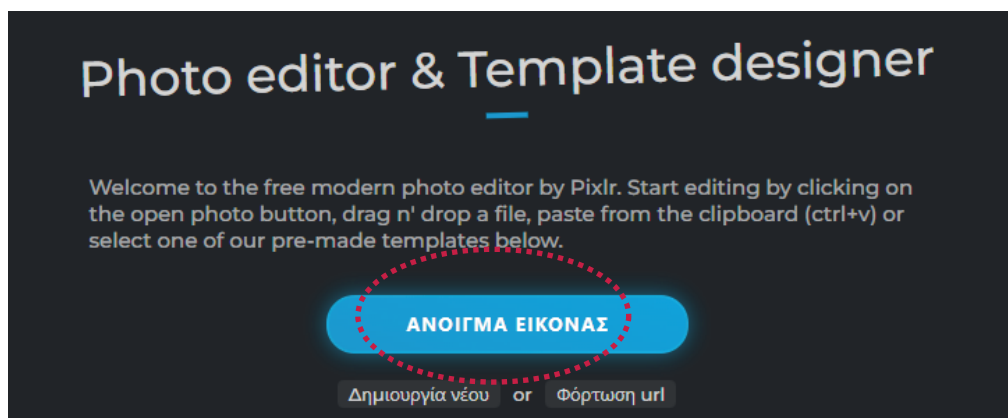 Photo editor & Template designer
Welcome to the free modern photo editor by Pixlr. Start editing by clicking on
the open photo button, drag n' drop a file, paste from the clipboard (ctrl+v) or
select one of our pre-made templates below.
ΑΝΟΙΓΜΑ ΕΙΚΟΝΑΣ
Δημιουργία νέου or Φόρτωση url